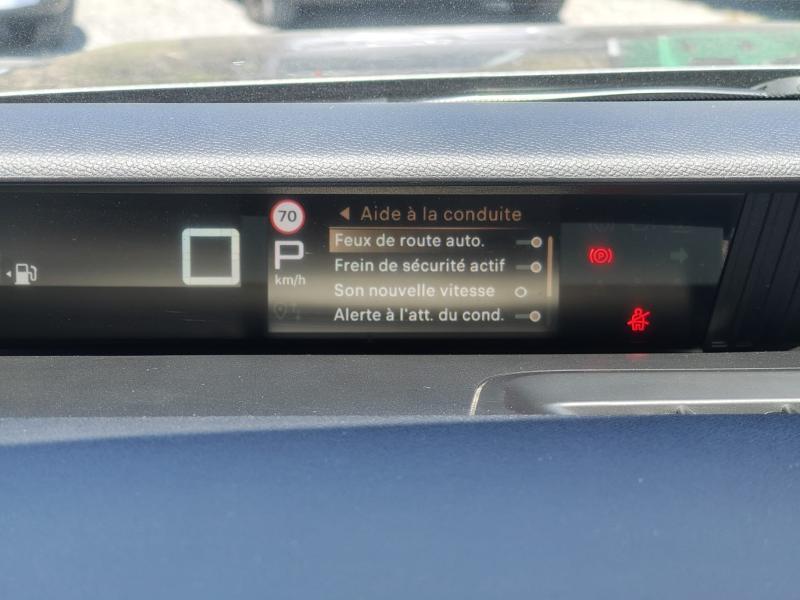 70
Aide à la conduite
Feux de route auto.
P
Frein de sécurité actif
km/h
Son nouvelle vitesse
Alerte à l'att. du cond.
0
(P)